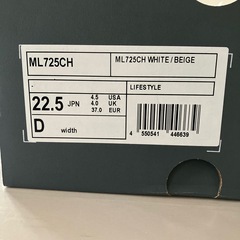 ML725CH
ML725CH WHITE / BEIGE
-
LIFESTYLE
22.5 JPN
4.5 USA
4.0 UK
37.0 EUR
D width
4 550541 446639